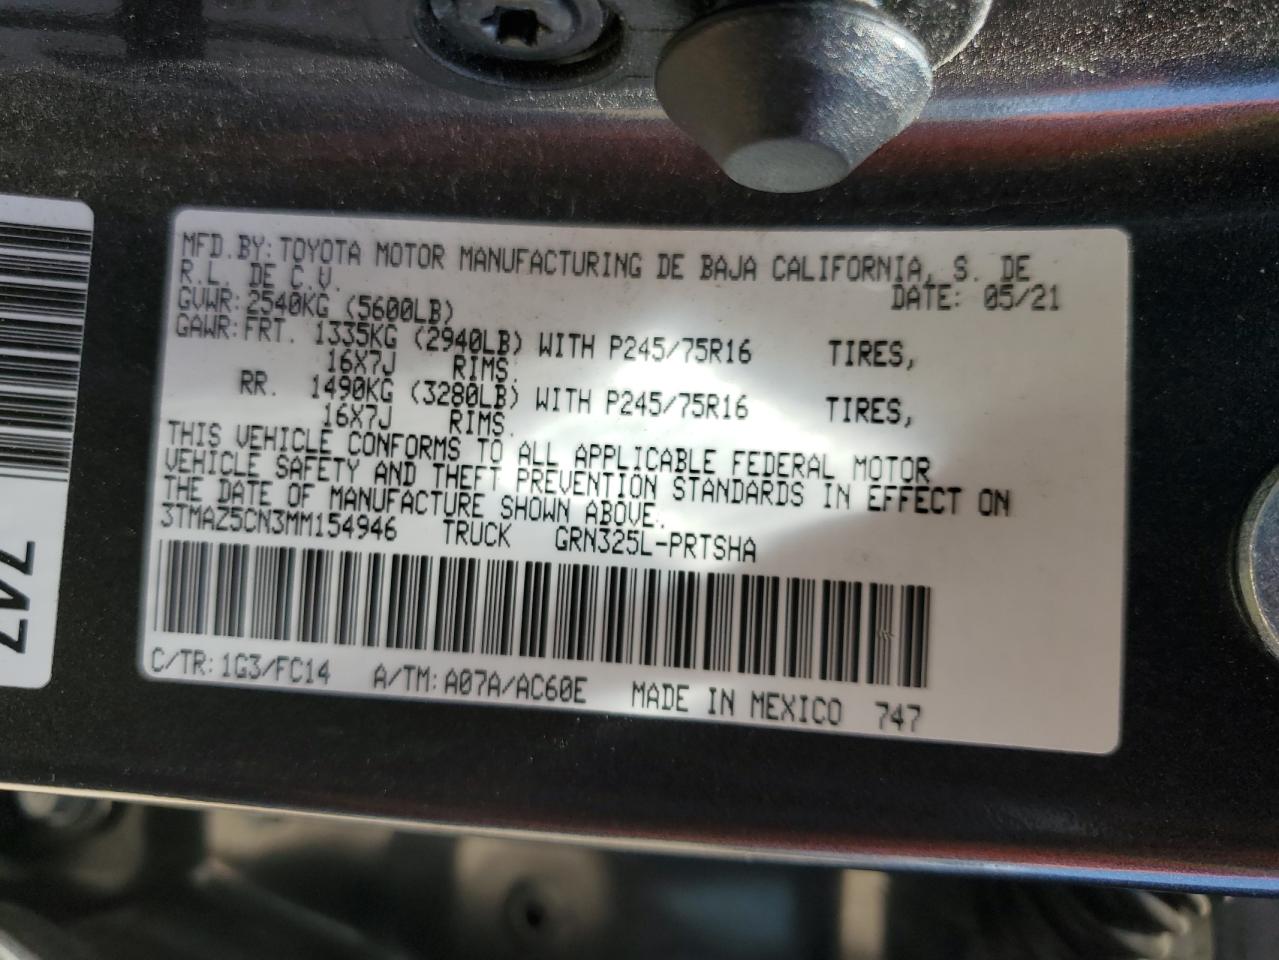 MFD.BY:TOYOTA MOTOR MANUFACTURING DE BAJA CALIFORNIA, S. DE
R.L. DE C.V.
DATE: 05/21
GVWR:2540KG (5600LB)
GAWR:FRT. 1335KG (2940LB) WITH P245/75R16 TIRES,
16X7J RIMS.
RR. 1490KG (3280LB) WITH P245/75R16 TIRES,
16X7J RIMS.
THIS VEHICLE CONFORMS TO ALL APPLICABLE FEDERAL MOTOR
VEHICLE SAFETY AND THEFT PREVENTION STANDARDS IN EFFECT ON
THE DATE OF MANUFACTURE SHOWN ABOVE.
3TMAZ5CN3MM154946 TRUCK GRN325L-PRTSHA
C/TR:1G3/FC14 A/TM:A07A/AC60E MADE IN MEXICO 747
747